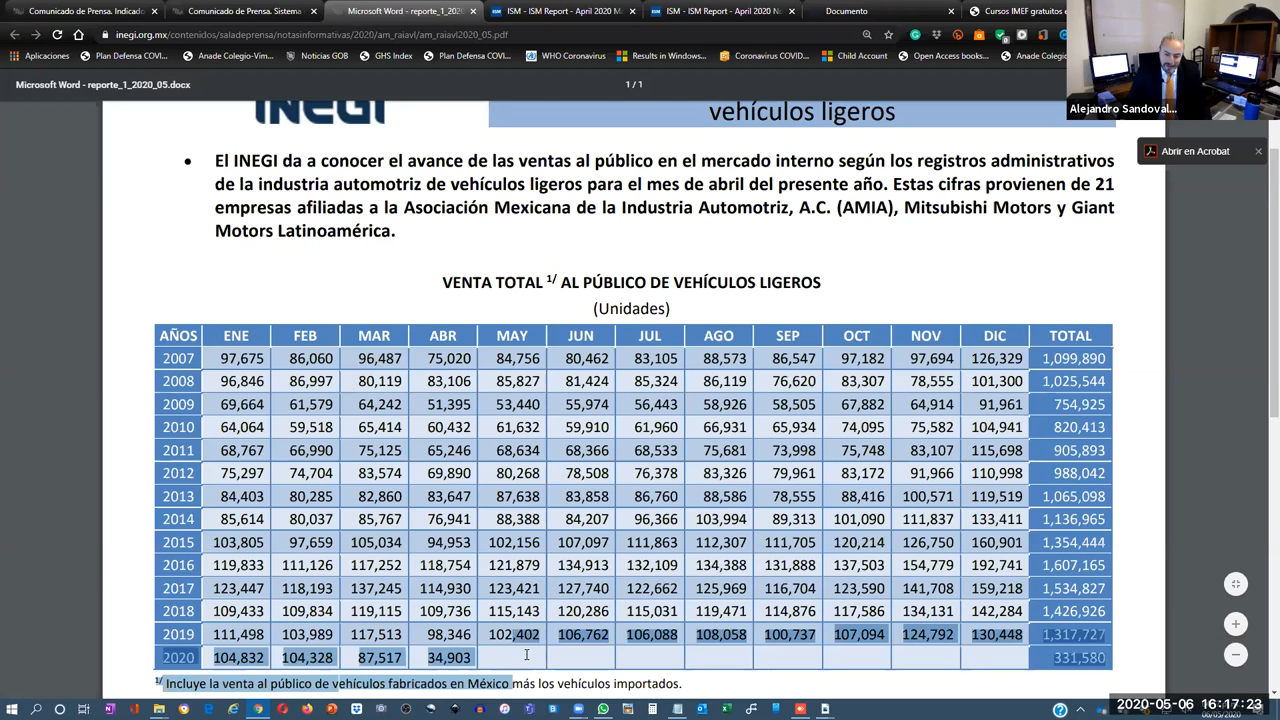 Comunicado de Prensa. Indicado
Comunicado de Prensa. Sistema
Microsoft Word - reporte_1_2020
ISM - ISM Report - April 2020 M
ISM - ISM Report - April 2020 N
Documento
Cursos IMEF gratuitos e
inegi.org.mx/contenidos/saladeprensa/notasinformativas/2020/am_raiavl/am_raiavl2020_05.pdf
Aplicaciones
Plan Defensa COVI...
Anade Colegio-Vim...
Noticias GOB
GHS Index
Plan Defensa COVI...
WHO Coronavirus
Results in Windows...
Coronavirus COVID...
Child Account
Open Access book...
Anade Colegio
Microsoft Word - reporte_1_2020_05.docx
1 / 1
Alejandro Sandoval...
Abrir en Acrobat
INEGI
vehículos ligeros
• El INEGI da a conocer el avance de las ventas al público en el mercado interno según los registros administrativos
de la industria automotriz de vehículos ligeros para el mes de abril del presente año. Estas cifras provienen de 21
empresas afiliadas a la Asociación Mexicana de la Industria Automotriz, A.C. (AMIA), Mitsubishi Motors y Giant
Motors Latinoamérica.
VENTA TOTAL 1/ AL PÚBLICO DE VEHÍCULOS LIGEROS
(Unidades)
AÑOS ENE FEB MAR ABR MAY JUN JUL AGO SEP OCT NOV DIC TOTAL
2007 97,675 86,060 96,487 75,020 84,756 80,462 83,105 88,573 86,547 97,182 97,694 126,329 1,099,890
2008 96,846 86,997 80,119 83,106 85,827 81,424 85,324 86,119 76,620 83,307 78,555 101,300 1,025,544
2009 69,664 61,579 64,242 51,395 53,440 55,974 56,443 58,926 58,505 67,882 64,914 91,961 754,925
2010 64,064 59,518 65,414 60,432 61,632 59,910 61,960 66,931 65,934 74,095 75,582 104,941 820,413
2011 68,767 66,990 75,125 65,246 68,634 68,366 68,533 75,681 73,998 75,748 83,107 115,698 905,893
2012 75,297 74,704 83,574 69,890 80,268 78,508 76,378 83,326 79,961 83,172 91,966 110,998 988,042
2013 84,403 80,285 82,860 83,647 87,638 83,858 86,760 88,586 78,555 88,416 100,571 119,519 1,065,098
2014 85,614 80,037 85,767 76,941 88,388 84,207 96,366 103,994 89,313 101,090 111,837 133,411 1,136,965
2015 103,805 97,659 105,034 94,953 102,156 107,097 111,863 112,307 111,705 120,214 126,750 160,901 1,354,444
2016 119,833 111,126 117,252 118,754 121,879 134,913 132,109 134,388 131,888 137,503 154,779 192,741 1,607,165
2017 123,447 118,193 137,245 114,930 123,421 127,740 122,662 125,969 116,704 123,590 141,708 159,218 1,534,827
2018 109,433 109,834 119,115 109,736 115,143 120,286 115,031 119,471 114,876 117,586 134,131 142,284 1,426,926
2019 111,498 103,989 117,513 98,346 102,402 106,762 106,088 108,058 100,737 107,094 124,792 130,448 1,317,727
2020 104,832 104,328 87,517 34,903 331,580
1/ Incluye la venta al público de vehículos fabricados en México más los vehículos importados.
2020-05-06 16:17:23
06/05/2020